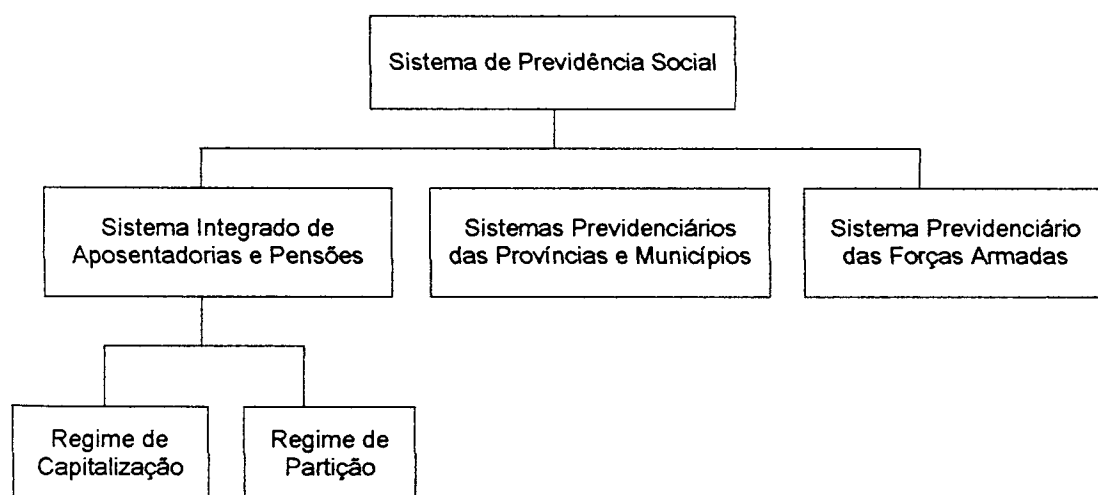 Sistema de Previdência Social
Sistema Integrado de
Aposentadorias e Pensões
Sistemas Previdenciários
das Províncias e Municípios
Sistema Previdenciário
das Forças Armadas
Regime de
Capitalização
Regime de
Partição